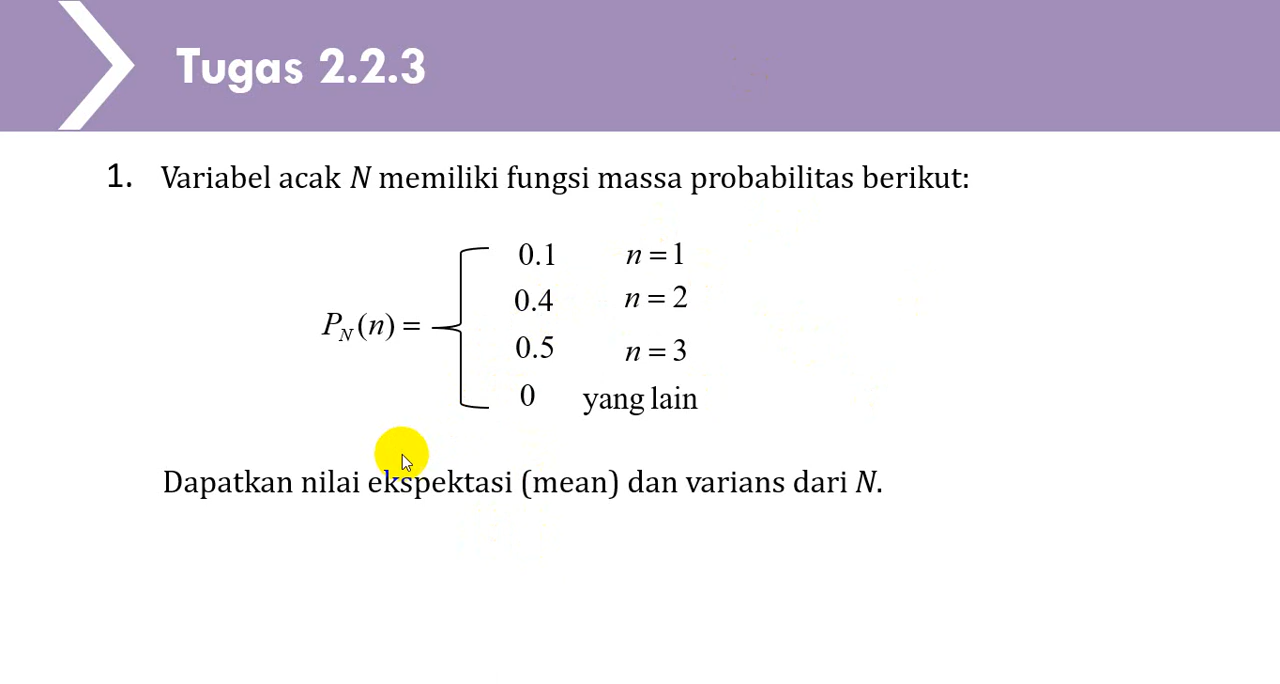 Tugas 2.2.3
1. Variabel acak N memiliki fungsi massa probabilitas berikut:
0.1 n = 1
0.4 n = 2
P_N(n) =
0.5 n = 3
0 yang lain
Dapatkan nilai ekspektasi (mean) dan varians dari N.